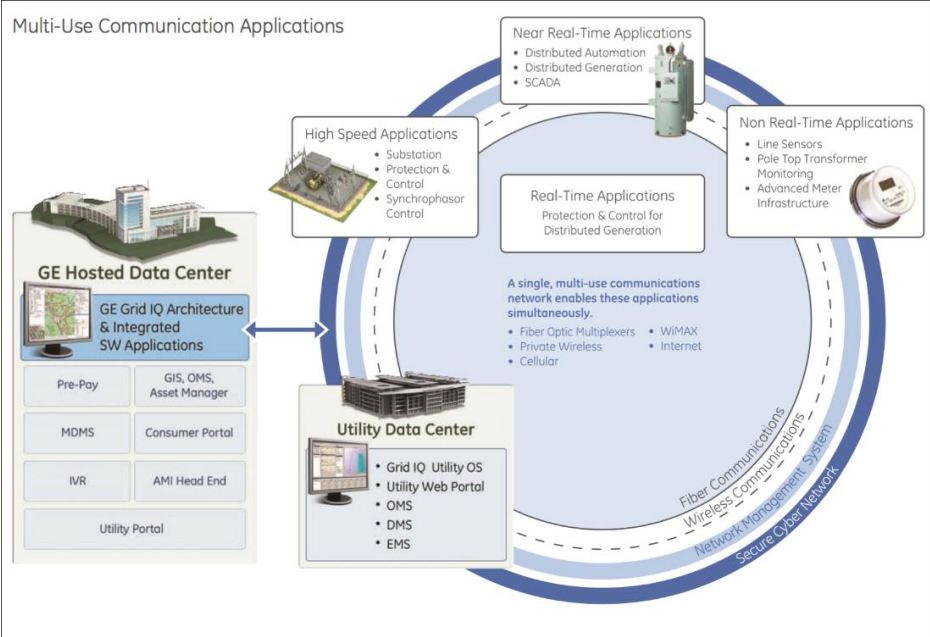 Multi-Use Communication Applications
Near Real-Time Applications
• Distributed Automation
• Distributed Generation
• SCADA
High Speed Applications
• Substation
• Protection &
Control
• Synchrophasor
Control
Non Real-Time Applications
• Line Sensors
• Pole Top Transformer
Monitoring
• Advanced Meter
Infrastructure
Real-Time Applications
Protection & Control for
Distributed Generation
GE Hosted Data Center
GE Grid IQ Architecture
& Integrated
SW Applications
Pre-Pay
GIS, OMS,
Asset Manager
MDMS
Consumer Portal
IVR
AMI Head End
Utility Portal
A single, multi-use communications
network enables these applications
simultaneously.
• Fiber Optic Multiplexers
• Private Wireless
• Cellular
• WiMAX
• Internet
Utility Data Center
• Grid IQ Utility OS
• Utility Web Portal
• OMS
• DMS
• EMS
Fiber Communications
Wireless Communications
Network Management System
Secure Cyber Network